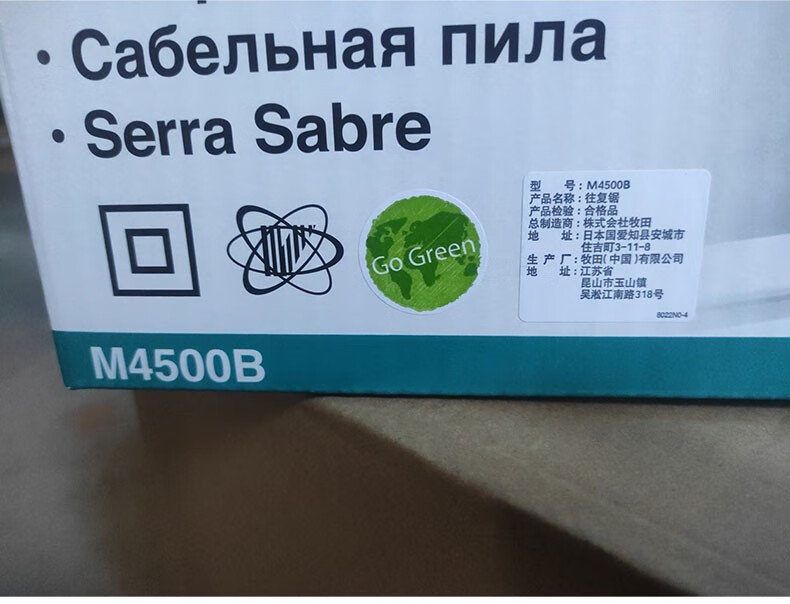 • Сабельная пила
• Serra Sabre
Go Green
型 号：M4500B
产品名称：往复锯
产品检验：合格品
总制造商：株式会社牧田
地 址：日本国爱知县安城市
住吉町3-11-8
生 产 厂：牧田(中国)有限公司
地 址：江苏省
昆山市玉山镇
吴淞江南路318号
8022N0-4
M4500B